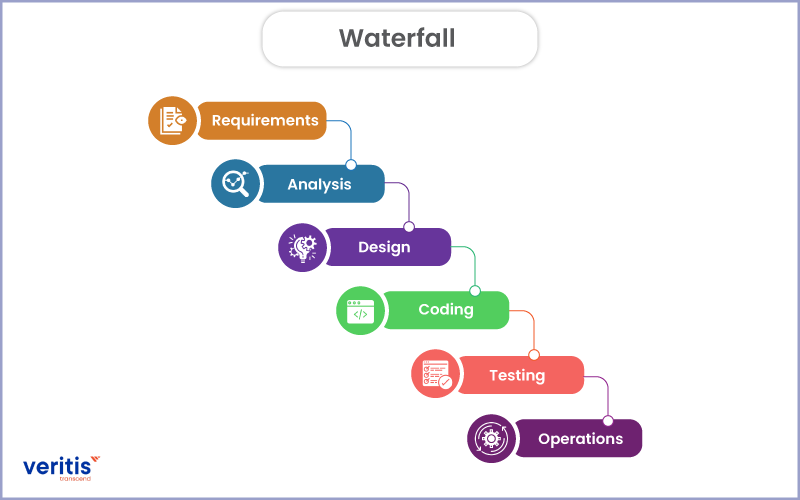 Waterfall
Requirements
Analysis
Design
Coding
</>
Testing
Operations
veritis
transcend